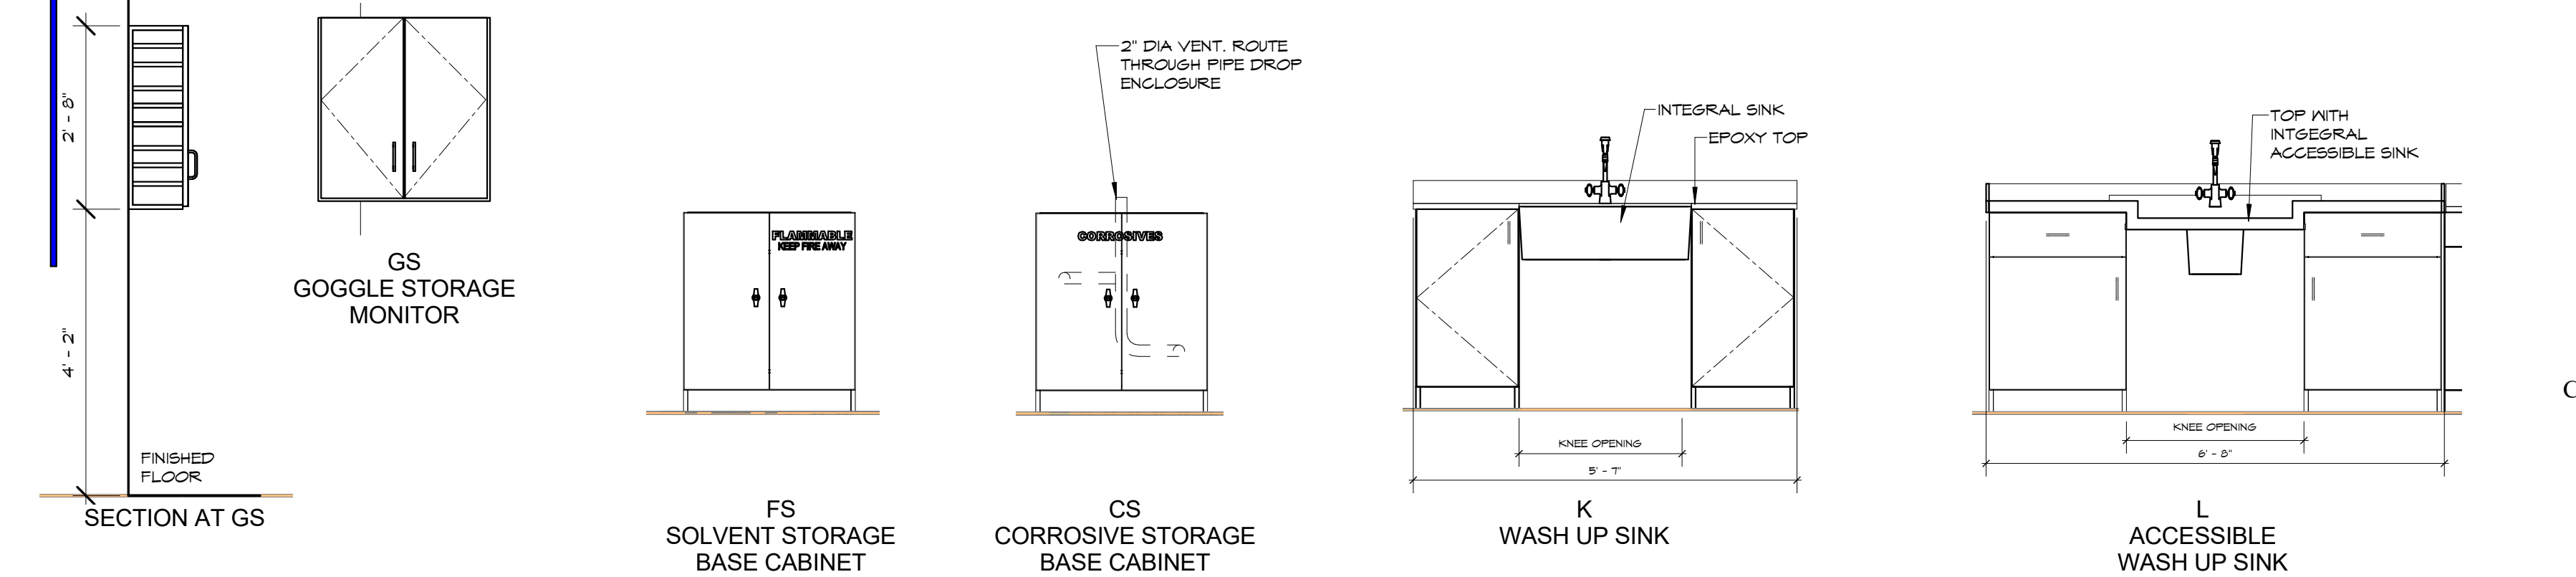 2' - 8"
4' - 2"
FINISHED
FLOOR
SECTION AT GS
GS
GOGGLE STORAGE
MONITOR
FLAMMABLE
KEEP FIRE AWAY
FS
SOLVENT STORAGE
BASE CABINET
2" DIA VENT. ROUTE
THROUGH PIPE DROP
ENCLOSURE
CORROSIVES
CS
CORROSIVE STORAGE
BASE CABINET
INTEGRAL SINK
EPOXY TOP
KNEE OPENING
5' - 7"
K
WASH UP SINK
TOP WITH
INTGEGRAL
ACCESSIBLE SINK
KNEE OPENING
6' - 8"
L
ACCESSIBLE
WASH UP SINK
C